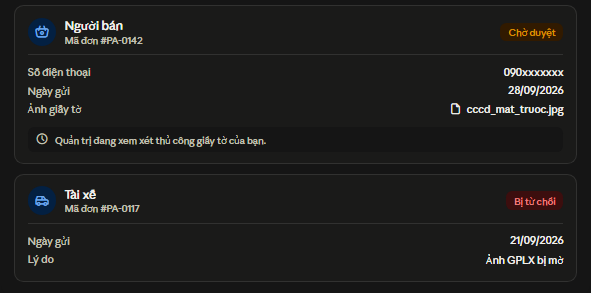 Người bán
Mã đơn #PA-0142
Chờ duyệt
Số điện thoại
090xxxxxxx
Ngày gửi
28/09/2026
Ảnh giấy tờ
cccd_mat_truoc.jpg
Quản trị đang xem xét thủ công giấy tờ của bạn.
Tài xế
Mã đơn #PA-0117
Bị từ chối
Ngày gửi
21/09/2026
Lý do
Ảnh GPLX bị mờ